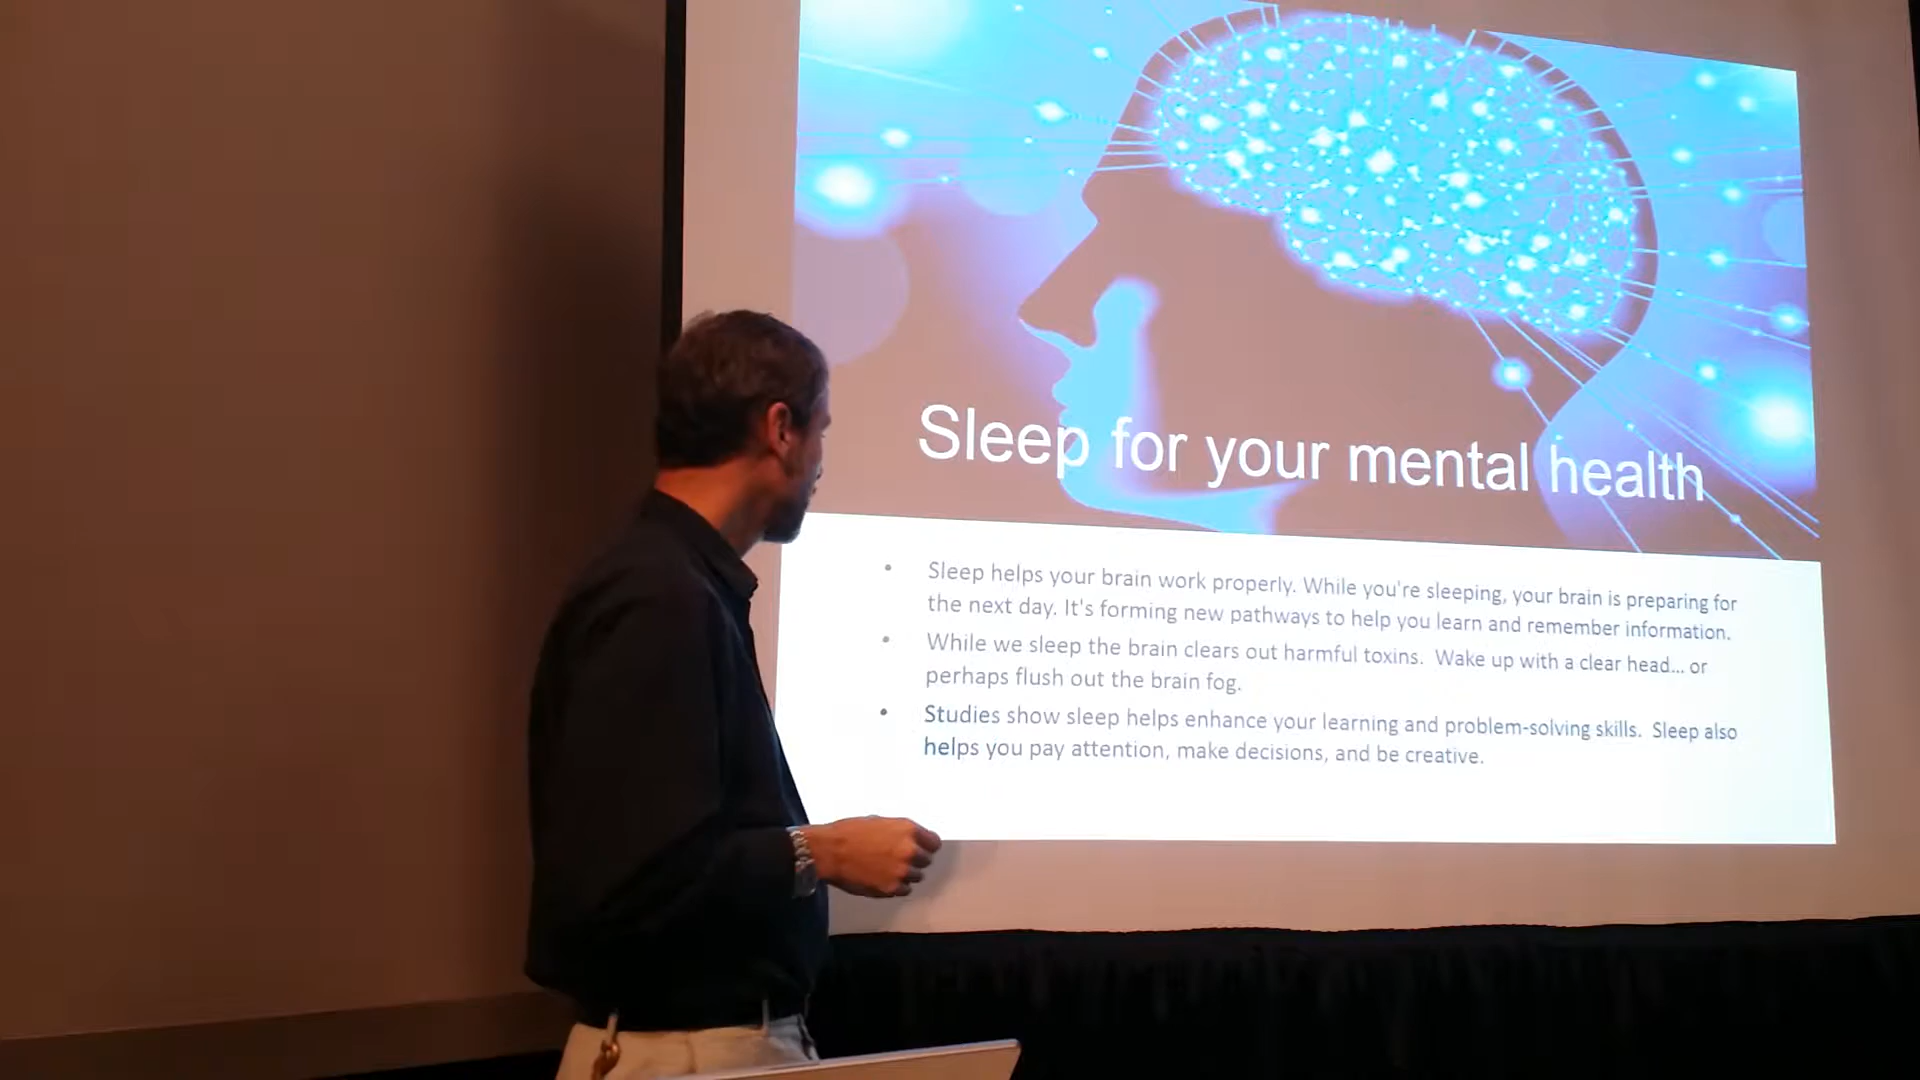 Sleep for your mental health
• Sleep helps your brain work properly. While you're sleeping, your brain is preparing for
the next day. It's forming new pathways to help you learn and remember information.
• While we sleep the brain clears out harmful toxins. Wake up with a clear head... or
perhaps flush out the brain fog.
• Studies show sleep helps enhance your learning and problem-solving skills. Sleep also
helps you pay attention, make decisions, and be creative.